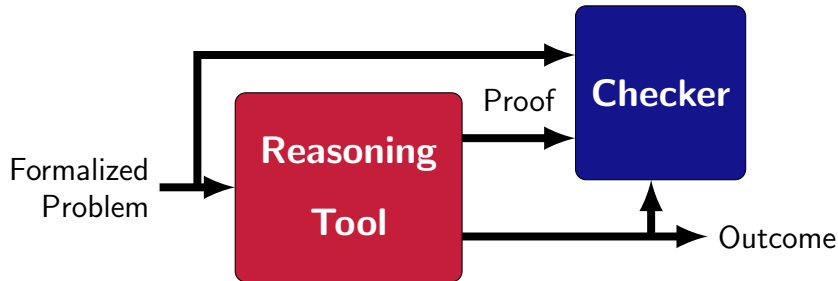 Formalized
Problem
Reasoning
Tool
Proof
Checker
Outcome